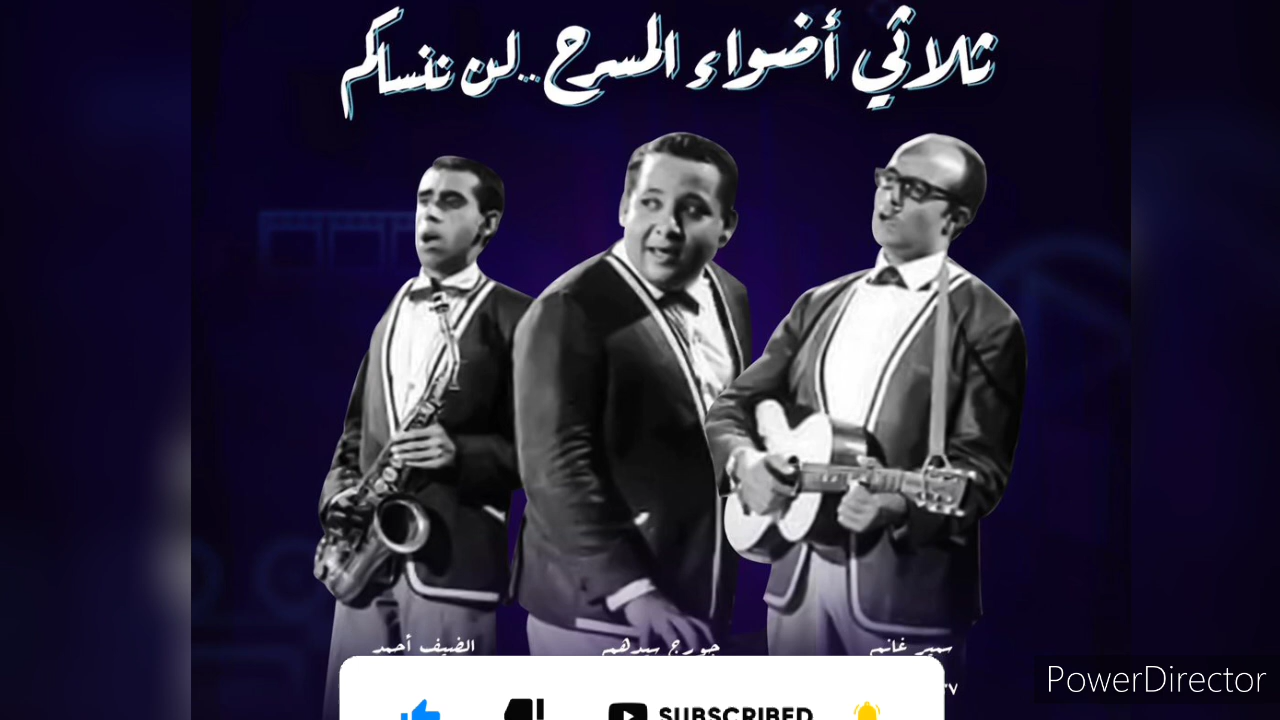 ثلاثي أضواء المسرح .. لن ننساكم
سمير غانم
جورج سيدهم
الضيف أحمد
SUBSCRIBED
PowerDirector